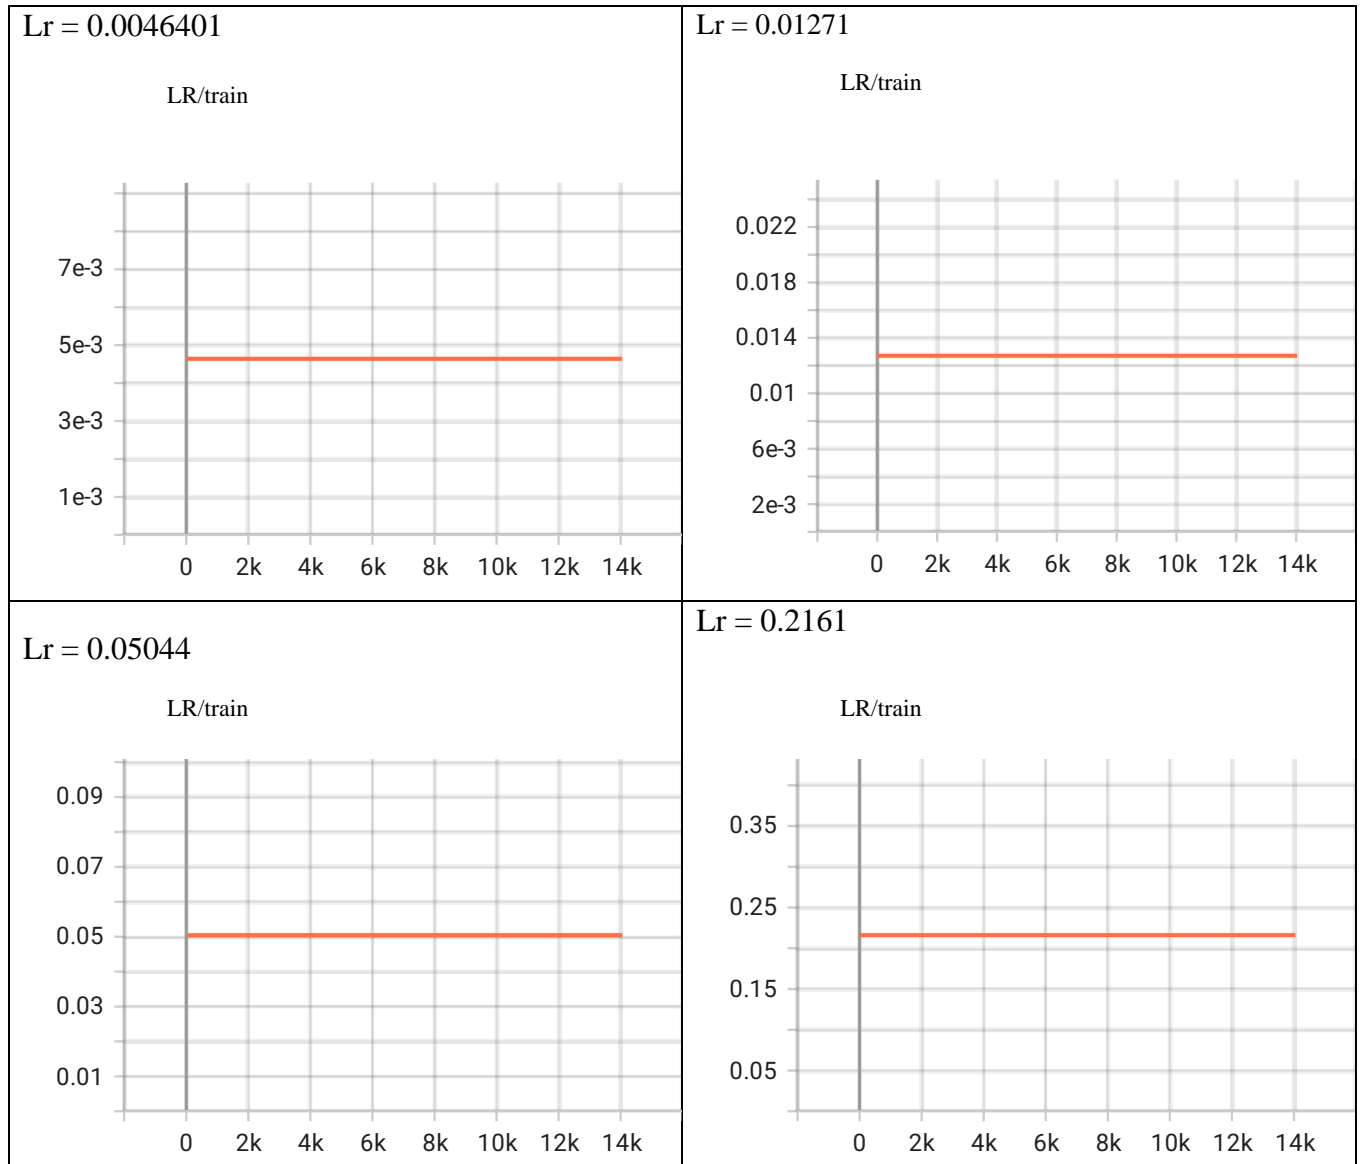 Lr = 0.0046401
LR/train
7e-3
5e-3
3e-3
1e-3
0 2k 4k 6k 8k 10k 12k 14k
Lr = 0.01271
LR/train
0.022
0.018
0.014
0.01
6e-3
2e-3
0 2k 4k 6k 8k 10k 12k 14k
Lr = 0.05044
LR/train
0.09
0.07
0.05
0.03
0.01
0 2k 4k 6k 8k 10k 12k 14k
Lr = 0.2161
LR/train
0.35
0.25
0.15
0.05
0 2k 4k 6k 8k 10k 12k 14k